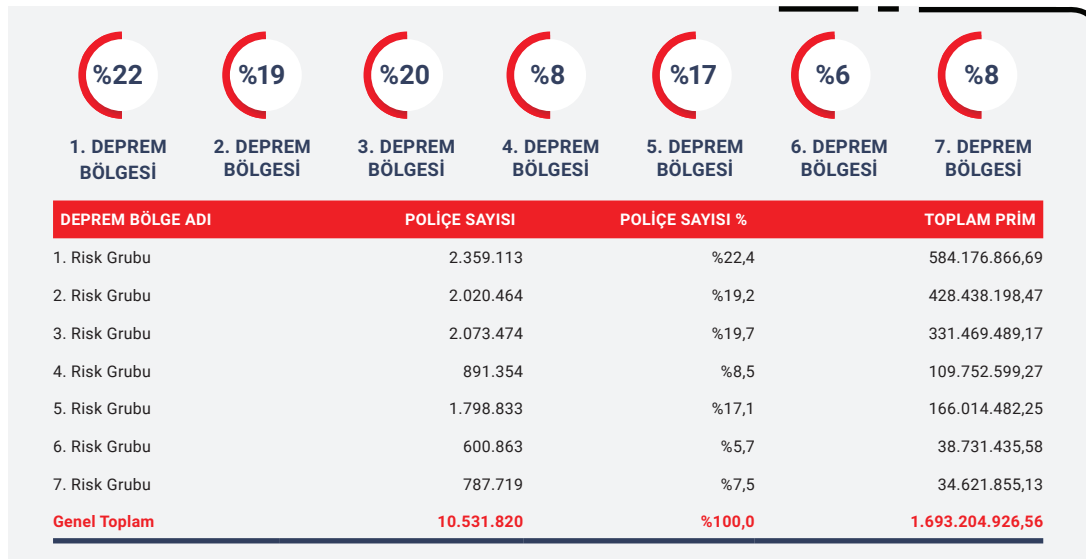 %22 %19 %20 %8 %17 %6 %8
1. DEPREM 2. DEPREM 3. DEPREM 4. DEPREM 5. DEPREM 6. DEPREM 7. DEPREM
BÖLGESİ BÖLGESİ BÖLGESİ BÖLGESİ BÖLGESİ BÖLGESİ BÖLGESİ
DEPREM BÖLGE ADI POLİÇE SAYISI POLİÇE SAYISI % TOPLAM PRİM
1. Risk Grubu 2.359.113 %22,4 584.176.866,69
2. Risk Grubu 2.020.464 %19,2 428.438.198,47
3. Risk Grubu 2.073.474 %19,7 331.469.489,17
4. Risk Grubu 891.354 %8,5 109.752.599,27
5. Risk Grubu 1.798.833 %17,1 166.014.482,25
6. Risk Grubu 600.863 %5,7 38.731.435,58
7. Risk Grubu 787.719 %7,5 34.621.855,13
Genel Toplam 10.531.820 %100,0 1.693.204.926,56